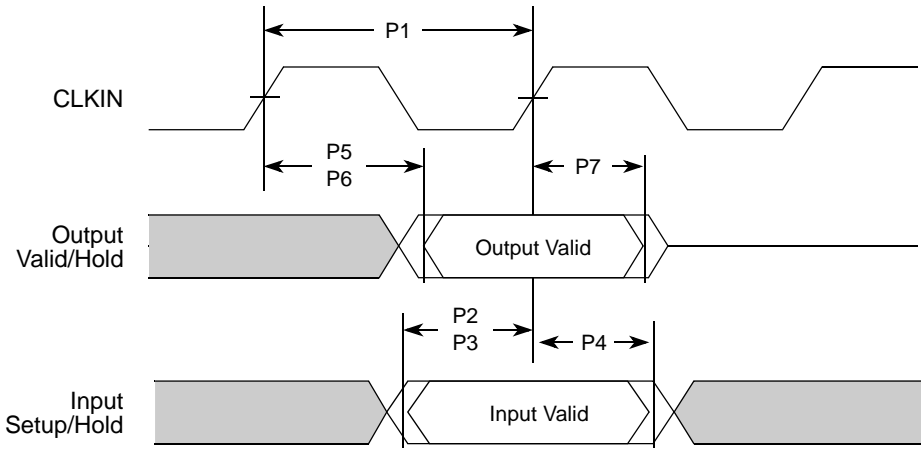 P1
CLKIN
P5
P6
P7
Output
Valid/Hold
Output Valid
P2
P3
P4
Input
Setup/Hold
Input Valid